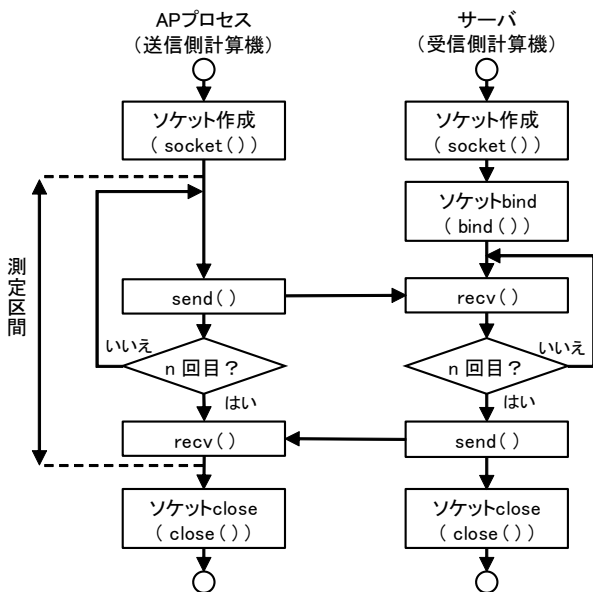 APプロセス
(送信側計算機)
ソケット作成
( socket ( ) )
測定区間
send ( )
いいえ
n 回目?
はい
recv ( )
ソケットclose
( close ( ) )
サーバ
(受信側計算機)
ソケット作成
( socket ( ) )
ソケットbind
( bind ( ) )
recv ( )
いいえ
n 回目?
はい
send ( )
ソケットclose
( close ( ) )